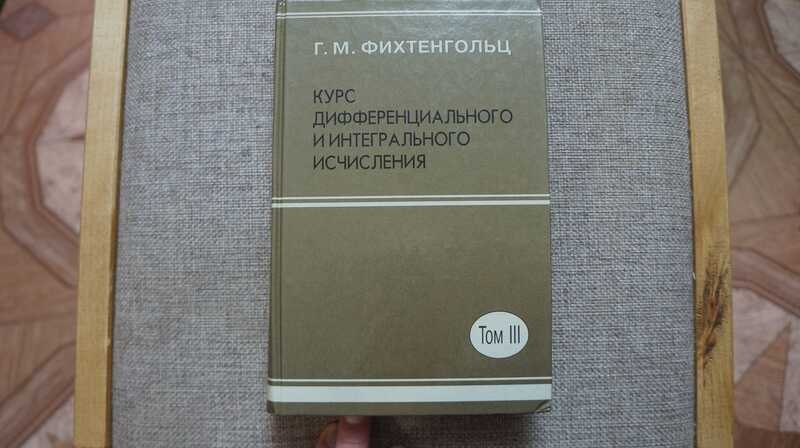 Г. М. ФИХТЕНГОЛЬЦ
КУРС
ДИФФЕРЕНЦИАЛЬНОГО
И ИНТЕГРАЛЬНОГО
ИСЧИСЛЕНИЯ
Том III